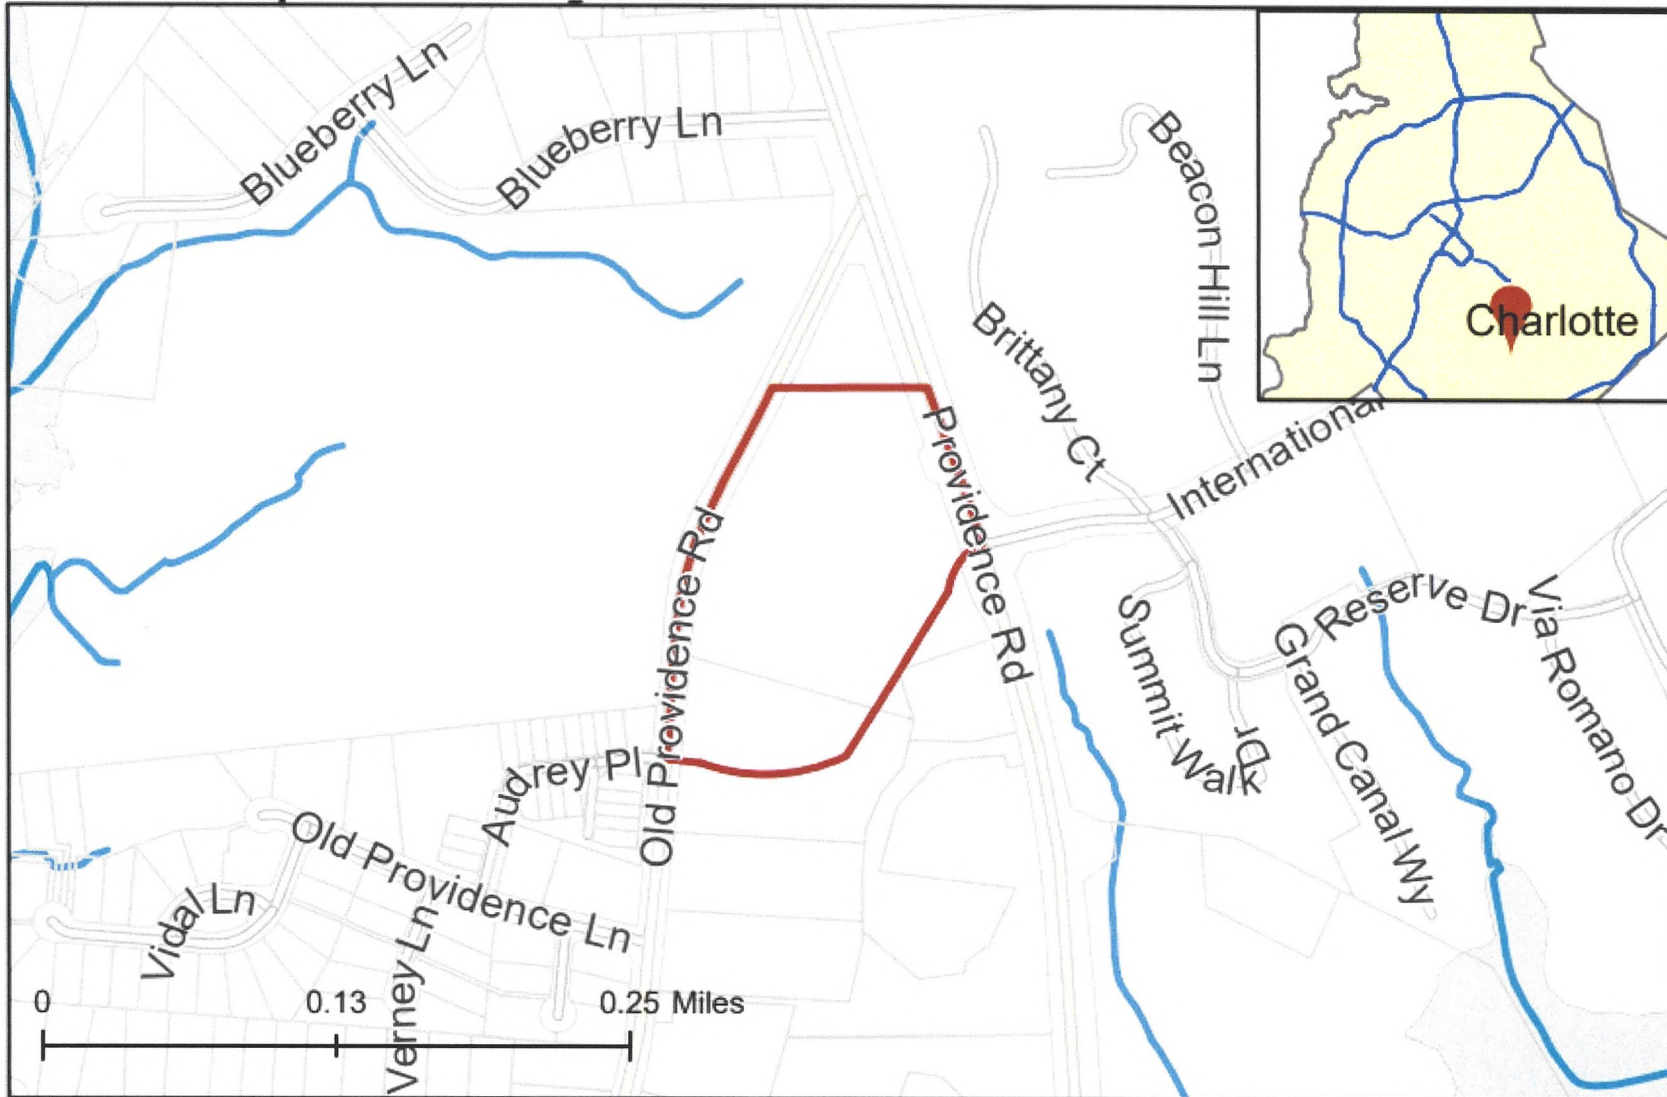 Blueberry Ln
Blueberry Ln
Beacon Hill Ln
Charlotte
Brittany Ct
International
Providence Rd
Old Providence Rd
Reserve Dr
Via Romano Dr
Summit Walk
Dr
Grand Canal Wy
Audrey Pl
Old Providence Ln
Vidal Ln
Verney Ln
0 0.13 0.25 Miles